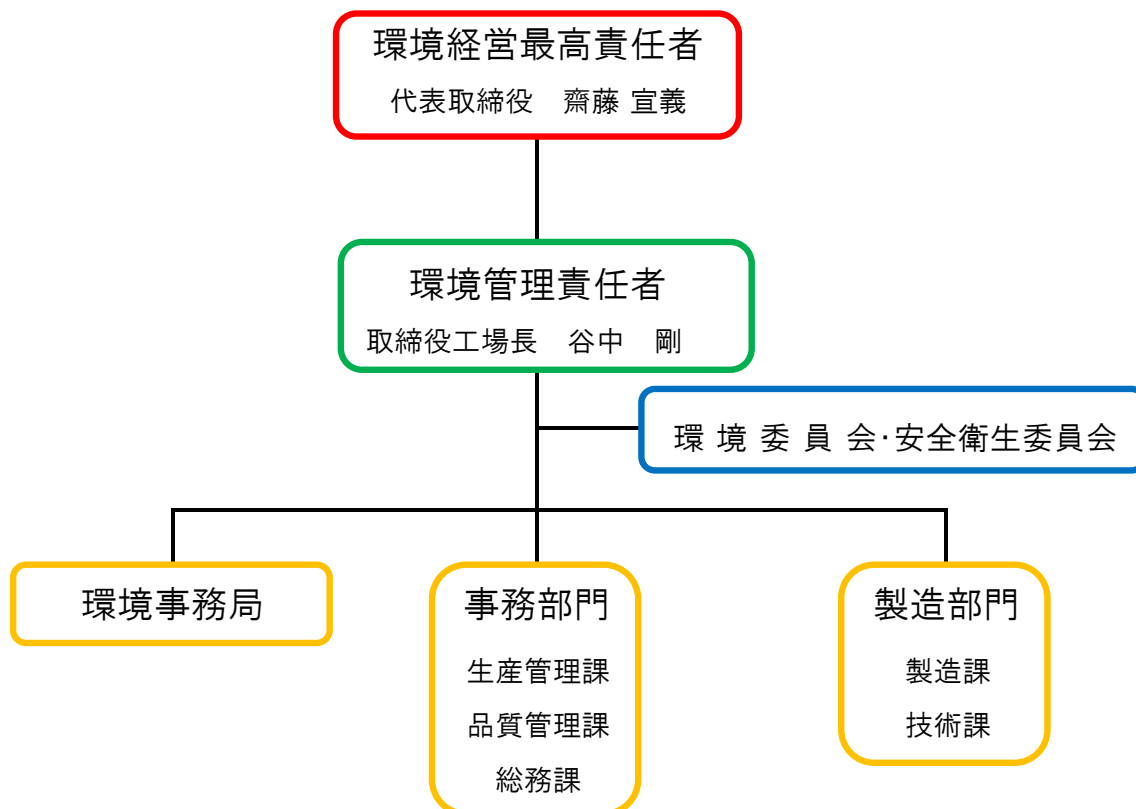 環境経営最高責任者
代表取締役　齋藤 宣義
環境管理責任者
取締役工場長　谷中　剛
環 境 委 員 会・安全衛生委員会
環境事務局
事務部門
生産管理課
品質管理課
総務課
製造部門
製造課
技術課